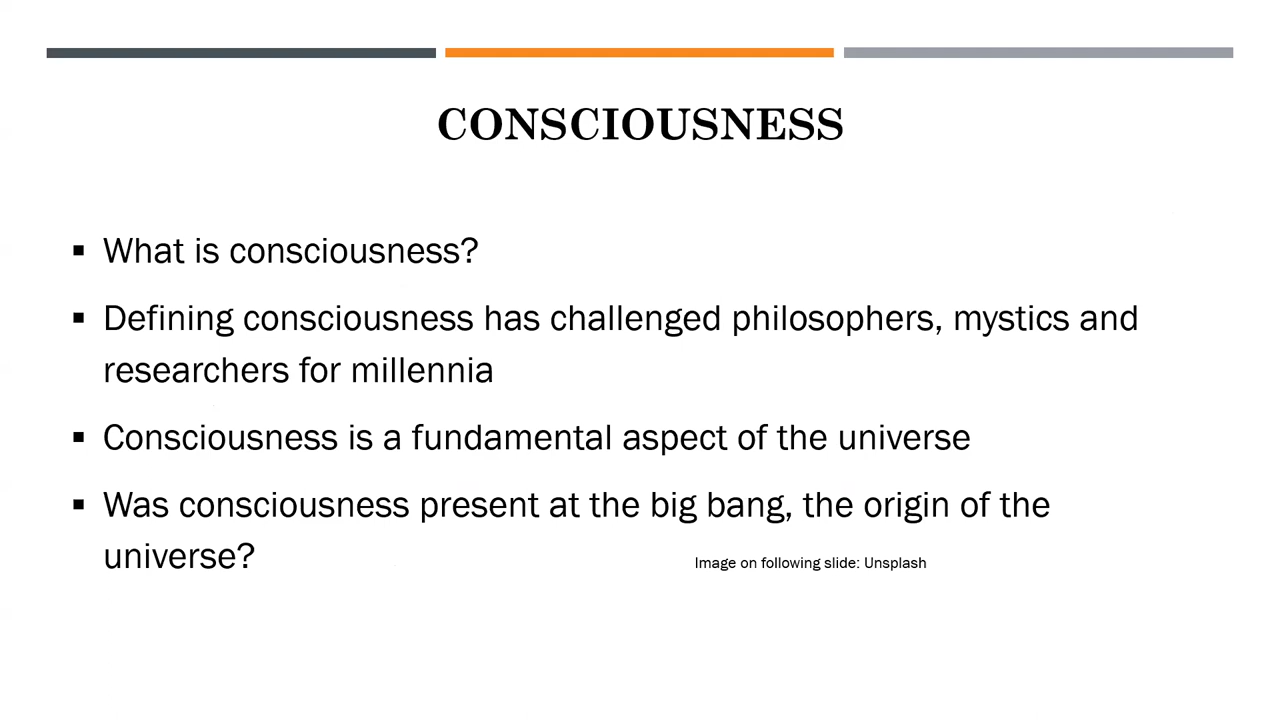 CONSCIOUSNESS
▪ What is consciousness?
▪ Defining consciousness has challenged philosophers, mystics and
researchers for millennia
▪ Consciousness is a fundamental aspect of the universe
▪ Was consciousness present at the big bang, the origin of the
universe?
Image on following slide: Unsplash